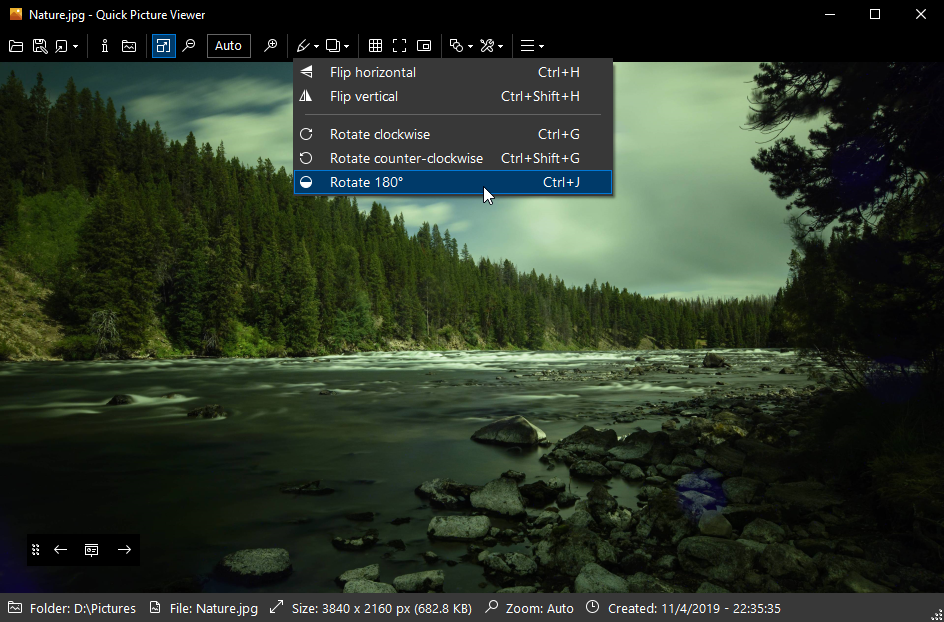 Nature.jpg - Quick Picture Viewer
Auto
Flip horizontal Ctrl+H
Flip vertical Ctrl+Shift+H
Rotate clockwise Ctrl+G
Rotate counter-clockwise Ctrl+Shift+G
Rotate 180° Ctrl+J
Folder: D:\Pictures File: Nature.jpg Size: 3840 x 2160 px (682.8 KB) Zoom: Auto Created: 11/4/2019 - 22:35:35